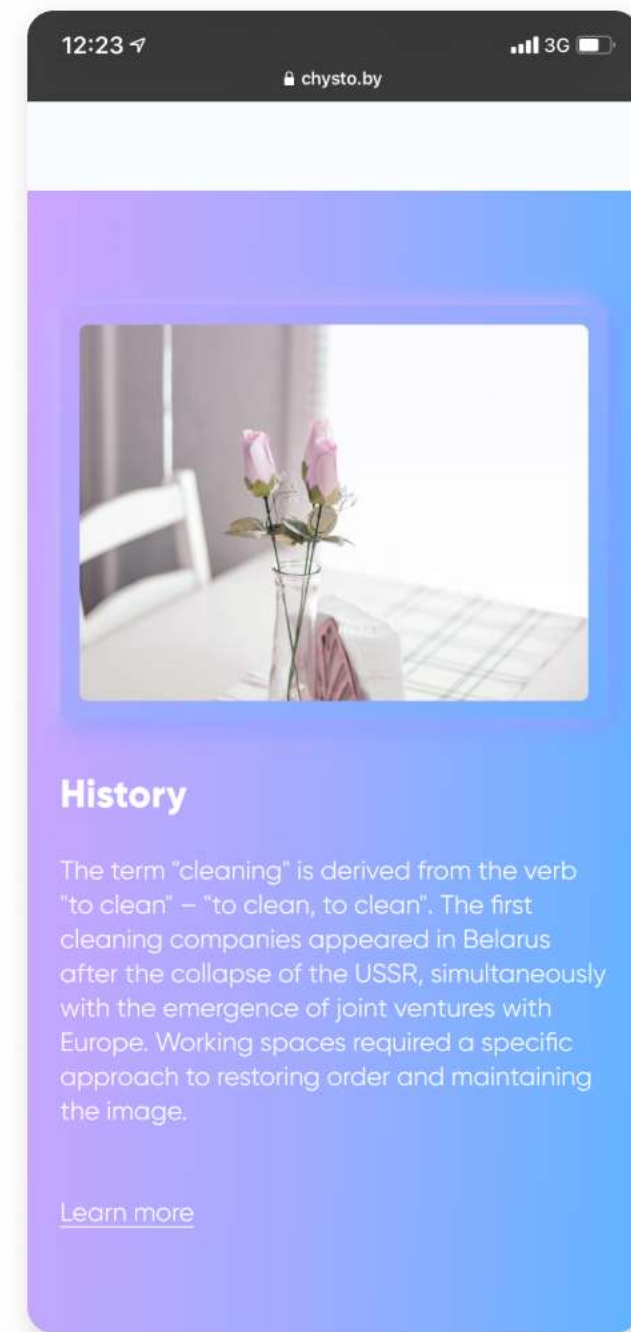 12:23
3G
chysto.by
History
The term "cleaning" is derived from the verb
"to clean" – "to clean, to clean". The first
cleaning companies appeared in Belarus
after the collapse of the USSR, simultaneously
with the emergence of joint ventures with
Europe. Working spaces required a specific
approach to restoring order and maintaining
the image.
Learn more